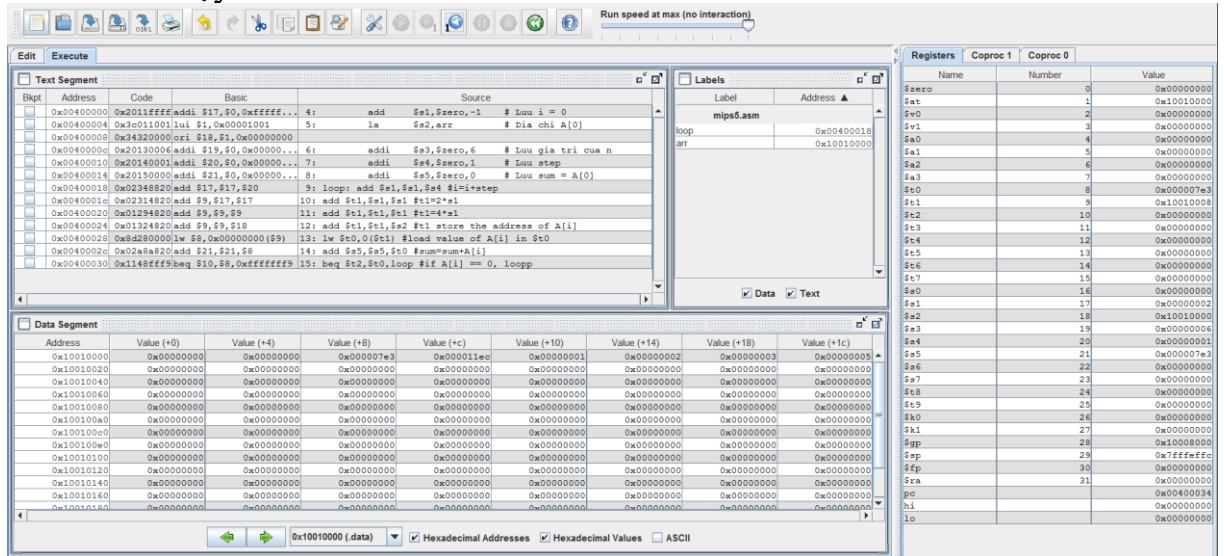 Run speed at max (no interaction)
Edit Execute
Text Segment
Bkpt Address Code Basic Source
0x00400000 0x2011ffff addi $17,$0,0xfffff... 4: add $s1,$zero,-1 # Luu i = 0
0x00400004 0x3c011001 lui $1,0x00001001 5: la $s2,arr # Dia chi A[0]
0x00400008 0x34320000 ori $18,$1,0x00000000
0x0040000c 0x20130006 addi $19,$0,0x00000... 6: addi $s3,$zero,6 # Luu gia tri cua n
0x00400010 0x20140001 addi $20,$0,0x00000... 7: addi $s4,$zero,1 # Luu step
0x00400014 0x20150000 addi $21,$0,0x00000... 8: addi $s5,$zero,0 # Luu sum = A[0]
0x00400018 0x02348820 add $17,$17,$20 9: loop: add $s1,$s1,$s4 #i=i+step
0x0040001c 0x02314820 add $9,$17,$17 10: add $t1,$s1,$s1 #t1=2*s1
0x00400020 0x01294820 add $9,$9,$9 11: add $t1,$t1,$t1 #t1=4*s1
0x00400024 0x01324820 add $9,$9,$18 12: add $t1,$t1,$s2 #t1 store the address of A[i]
0x00400028 0x8d280000 lw $8,0x00000000($9) 13: lw $t0,0($t1) #load value of A[i] in $t0
0x0040002c 0x02a8a820 add $21,$21,$8 14: add $s5,$s5,$t0 #sum=sum+A[i]
0x00400030 0x1148fff9 beq $10,$8,0xfffffff9 15: beq $t2,$t0,loop #if A[i] == 0, loopp
Labels
Label Address ▲
mips5.asm
loop 0x00400018
arr 0x10010000
Data Text
Data Segment
Address Value (+0) Value (+4) Value (+8) Value (+c) Value (+10) Value (+14) Value (+18) Value (+1c)
0x10010000 0x00000000 0x00000000 0x000007e3 0x000011ec 0x00000001 0x00000002 0x00000003 0x00000005
0x10010020 0x00000000 0x00000000 0x00000000 0x00000000 0x00000000 0x00000000 0x00000000 0x00000000
0x10010040 0x00000000 0x00000000 0x00000000 0x00000000 0x00000000 0x00000000 0x00000000 0x00000000
0x10010060 0x00000000 0x00000000 0x00000000 0x00000000 0x00000000 0x00000000 0x00000000 0x00000000
0x10010080 0x00000000 0x00000000 0x00000000 0x00000000 0x00000000 0x00000000 0x00000000 0x00000000
0x100100a0 0x00000000 0x00000000 0x00000000 0x00000000 0x00000000 0x00000000 0x00000000 0x00000000
0x100100c0 0x00000000 0x00000000 0x00000000 0x00000000 0x00000000 0x00000000 0x00000000 0x00000000
0x100100e0 0x00000000 0x00000000 0x00000000 0x00000000 0x00000000 0x00000000 0x00000000 0x00000000
0x10010100 0x00000000 0x00000000 0x00000000 0x00000000 0x00000000 0x00000000 0x00000000 0x00000000
0x10010120 0x00000000 0x00000000 0x00000000 0x00000000 0x00000000 0x00000000 0x00000000 0x00000000
0x10010140 0x00000000 0x00000000 0x00000000 0x00000000 0x00000000 0x00000000 0x00000000 0x00000000
0x10010160 0x00000000 0x00000000 0x00000000 0x00000000 0x00000000 0x00000000 0x00000000 0x00000000
0x10010180 0x00000000 0x00000000 0x00000000 0x00000000 0x00000000 0x00000000 0x00000000 0x00000000
0x10010000 (.data) Hexadecimal Addresses Hexadecimal Values ASCII
Registers Coproc 1 Coproc 0
Name Number Value
$zero 0 0x00000000
$at 1 0x10010000
$v0 2 0x00000000
$v1 3 0x00000000
$a0 4 0x00000000
$a1 5 0x00000000
$a2 6 0x00000000
$a3 7 0x00000000
$t0 8 0x000007e3
$t1 9 0x10010008
$t2 10 0x00000000
$t3 11 0x00000000
$t4 12 0x00000000
$t5 13 0x00000000
$t6 14 0x00000000
$t7 15 0x00000000
$s0 16 0x00000000
$s1 17 0x00000002
$s2 18 0x10010000
$s3 19 0x00000006
$s4 20 0x00000001
$s5 21 0x000007e3
$s6 22 0x00000000
$s7 23 0x00000000
$t8 24 0x00000000
$t9 25 0x00000000
$k0 26 0x00000000
$k1 27 0x00000000
$gp 28 0x10008000
$sp 29 0x7fffeffc
$fp 30 0x00000000
$ra 31 0x00000000
pc 0x00400034
hi 0x00000000
lo 0x00000000